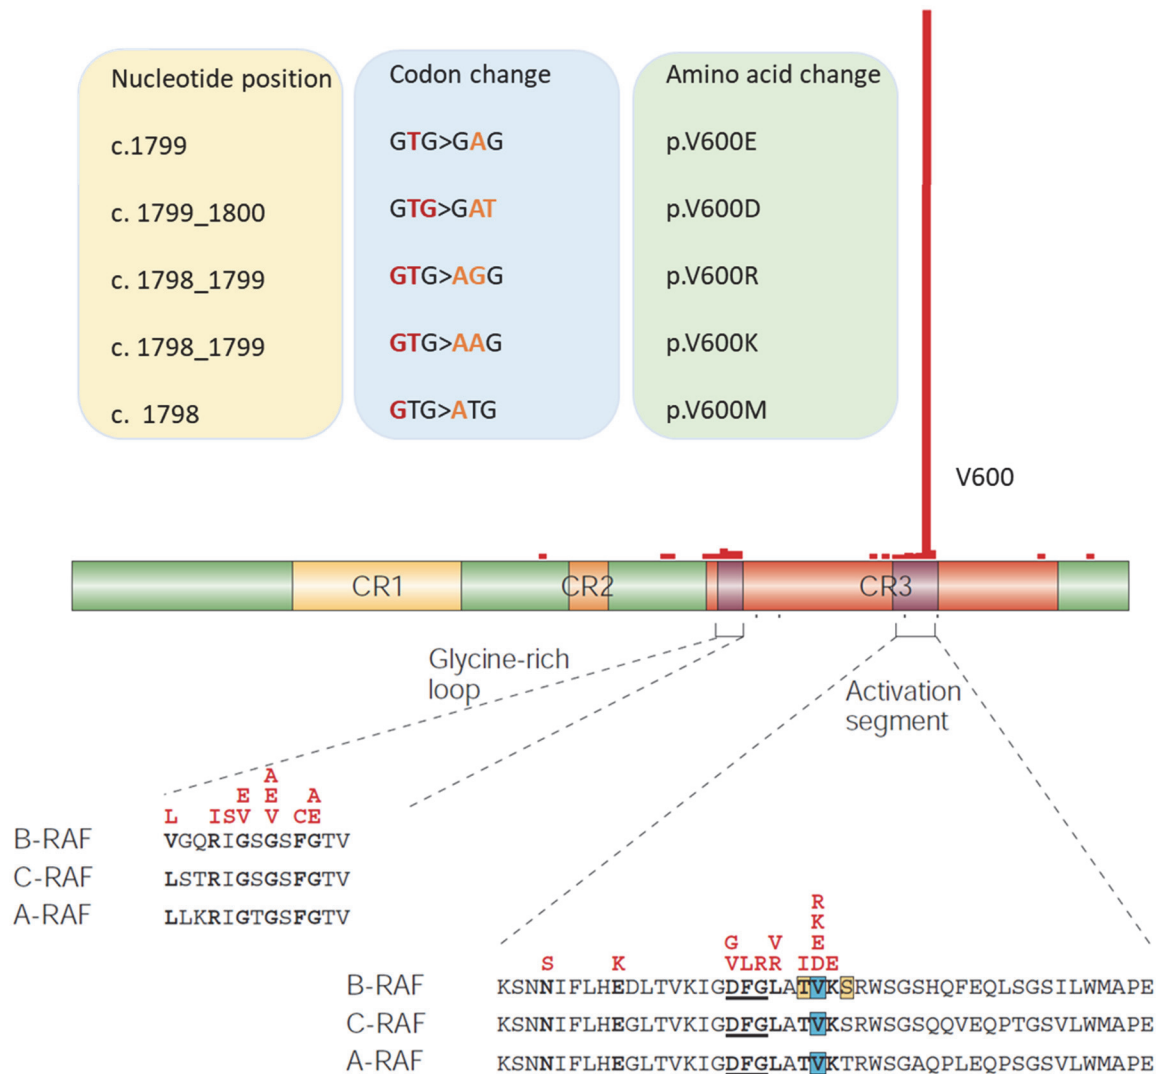 Nucleotide position Codon change Amino acid change
c.1799 GTG>GAG p.V600E
c. 1799_1800 GTG>GAT p.V600D
c. 1798_1799 GTG>AGG p.V600R
c. 1798_1799 GTG>AAG p.V600K
c. 1798 GTG>ATG p.V600M
V600
CR1 CR2 CR3
Glycine-rich
loop
Activation
segment
A
E E A
L ISV V CE
B-RAF VGQRIGSGSFGTV
C-RAF LSTRIGSGSFGTV
A-RAF LLKRIGTGSFGTV
R
K
G V E
S K VLRR IDE
B-RAF KSNNIFLHEDLTVKIGDFGLATVKSRWSGSHQFEQLSGSILWMAPE
C-RAF KSNNIFLHEGLTVKIGDFGLATVKSRWSGSQQVEQPTGSVLWMAPE
A-RAF KSNNIFLHEGLTVKIGDFGLATVKTRWSGAQPLEQPSGSVLWMAPE